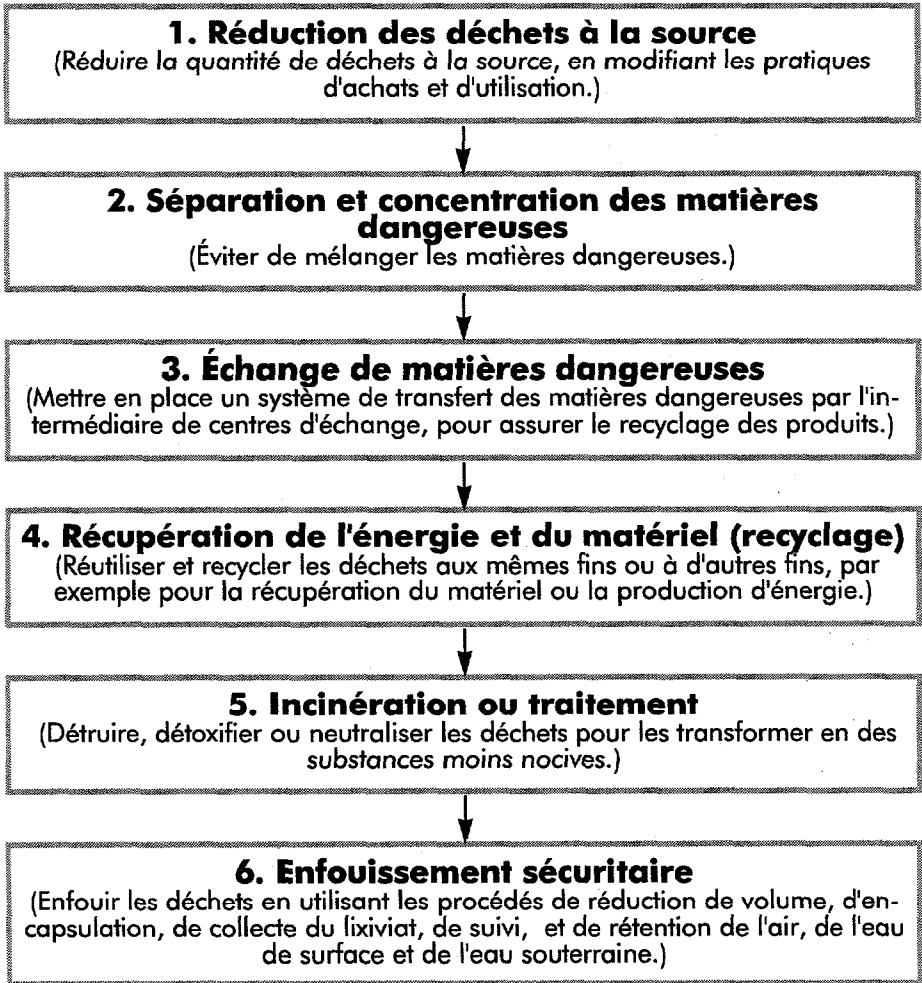 1. Réduction des déchets à la source
(Réduire la quantité de déchets à la source, en modifiant les pratiques
d'achats et d'utilisation.)
2. Séparation et concentration des matières
dangereuses
(Éviter de mélanger les matières dangereuses.)
3. Échange de matières dangereuses
(Mettre en place un système de transfert des matières dangereuses par l'in-
termédiaire de centres d'échange, pour assurer le recyclage des produits.)
4. Récupération de l'énergie et du matériel (recyclage)
(Réutiliser et recycler les déchets aux mêmes fins ou à d'autres fins, par
exemple pour la récupération du matériel ou la production d'énergie.)
5. Incinération ou traitement
(Détruire, détoxifier ou neutraliser les déchets pour les transformer en des
substances moins nocives.)
6. Enfouissement sécuritaire
(Enfouir les déchets en utilisant les procédés de réduction de volume, d'en-
capsulation, de collecte du lixiviat, de suivi, et de rétention de l'air, de l'eau
de surface et de l'eau souterraine.)